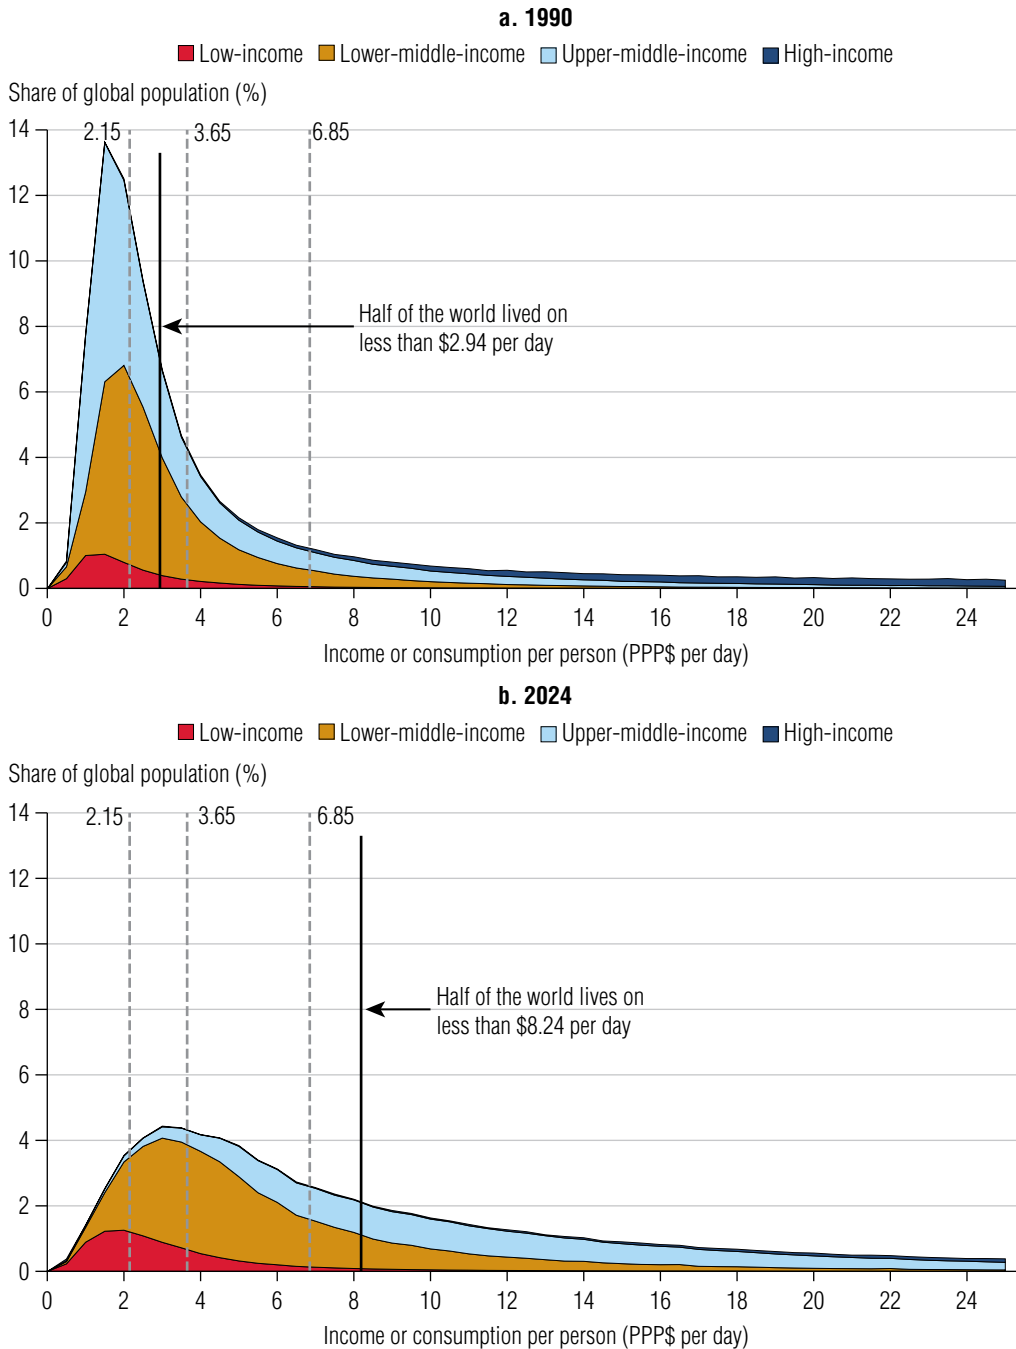 a. 1990
Low-income Lower-middle-income Upper-middle-income High-income
Share of global population (%)
14
2.15
3.65
6.85
12
10
8
Half of the world lived on
less than $2.94 per day
6
4
2
0
0 2 4 6 8 10 12 14 16 18 20 22 24
Income or consumption per person (PPP$ per day)
b. 2024
Low-income Lower-middle-income Upper-middle-income High-income
Share of global population (%)
14
2.15
3.65
6.85
12
10
8
Half of the world lives on
less than $8.24 per day
6
4
2
0
0 2 4 6 8 10 12 14 16 18 20 22 24
Income or consumption per person (PPP$ per day)